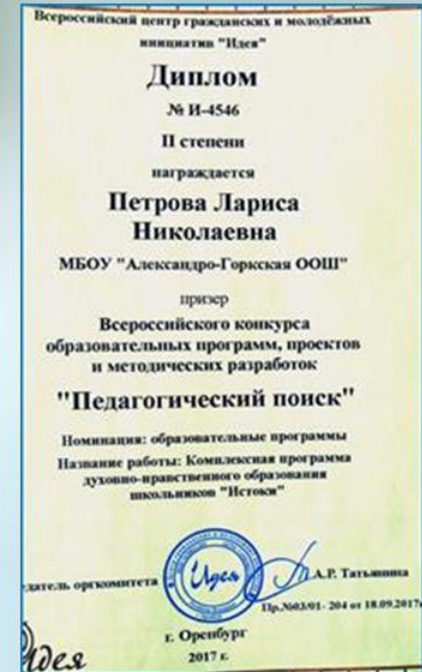 Всероссийский центр гражданских и молодёжных
инициатив "Идея"
Диплом
№ И-4546
II степени
награждается
Петрова Лариса
Николаевна
МБОУ "Александро-Горкская ООШ"
призер
Всероссийского конкурса
образовательных программ, проектов
и методических разработок
"Педагогический поиск"
Номинация: образовательные программы
Название работы: Комплексная программа
духовно-нравственного образования
школьников "Истоки"
датель оргкомитета Идея А.Р. Татьянина
Пр.№03/01- 204 от 18.09.2017г
г. Оренбург
Идея 2017 г.